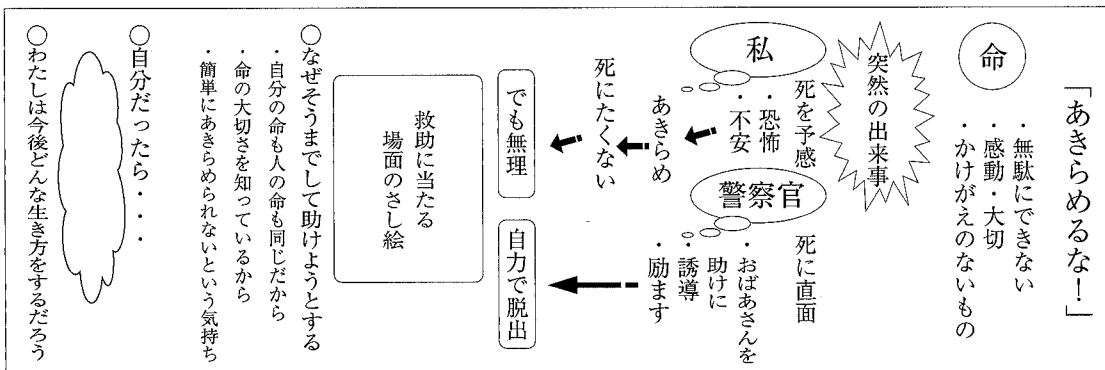 「あきらめるな！」
命
・無駄にできない
・感動・大切
・かけがえのないもの
突然の出来事
私
死を予感
・恐怖
・不安
あきらめ
死にたくない
でも無理
警察官
死に直面
・おばあさんを
助けに
・誘導
・励ます
自力で脱出
救助に当たる
場面のさし絵
○なぜそうまでして助けようとする
・自分の命も人の命も同じだから
・命の大切さを知っているから
・簡単にあきらめられないという気持ち
○自分だったら・・・
○わたしは今後どんな生き方をするだろう